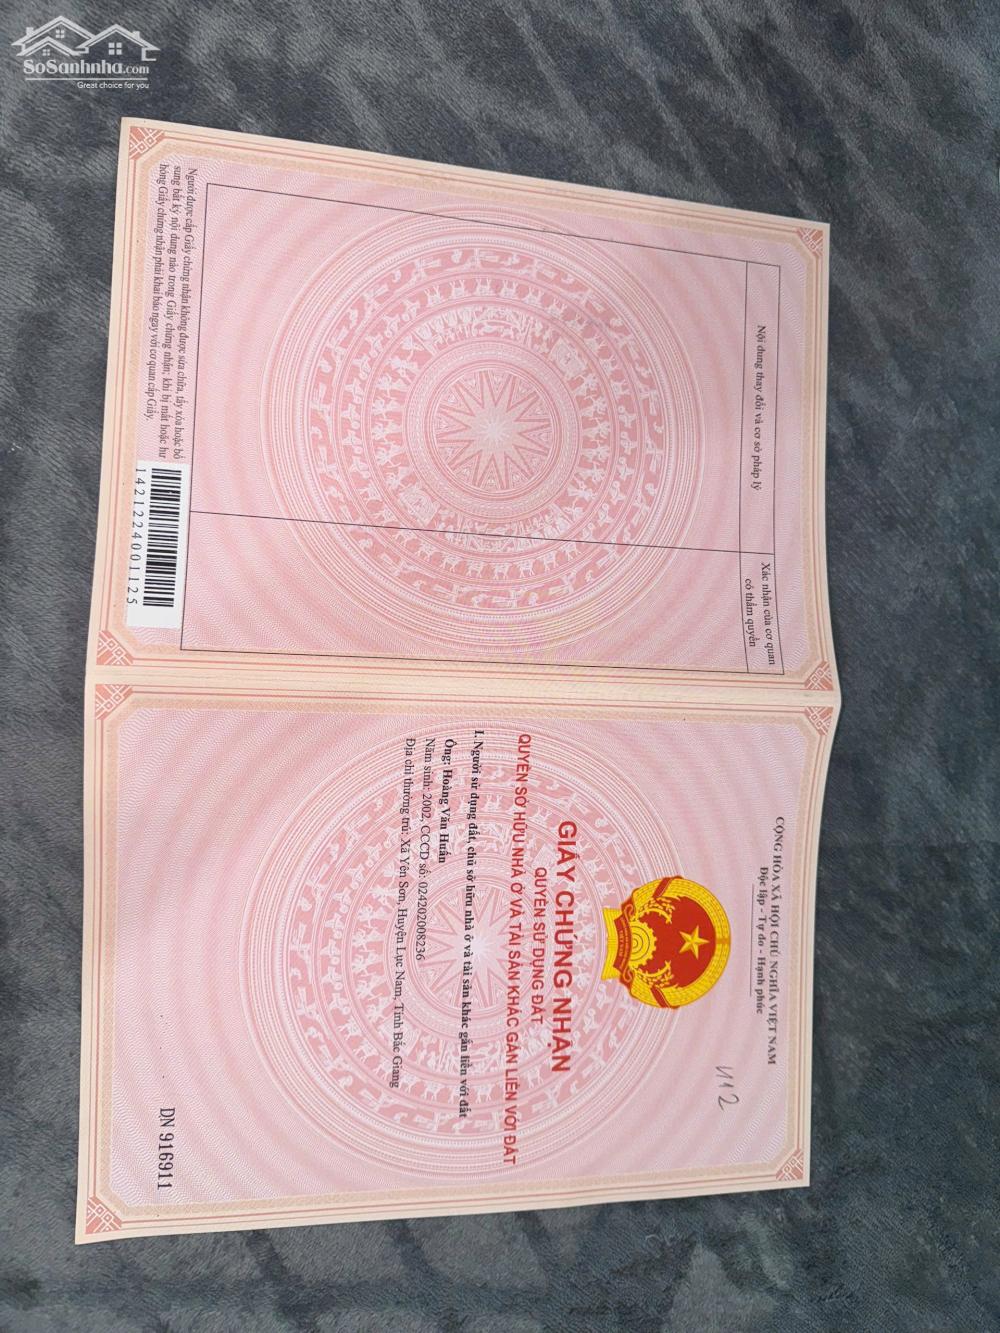 SoSanhnha.com
Great choice for you
Nội dung thay đổi và cơ sở pháp lý
Xác nhận của cơ quan
có thẩm quyền
Người được cấp Giấy chứng nhận không được sửa chữa, tẩy xóa hoặc bổ
sung bất kỳ nội dung nào trong Giấy chứng nhận; khi bị mất hoặc hư
hỏng Giấy chứng nhận phải khai báo ngay với cơ quan cấp Giấy.
142122400​1125
CỘNG HÒA XÃ HỘI CHỦ NGHĨA VIỆT NAM
Độc lập - Tự do - Hạnh phúc
GIẤY CHỨNG NHẬN
QUYỀN SỬ DỤNG ĐẤT
QUYỀN SỞ HỮU NHÀ Ở VÀ TÀI SẢN KHÁC GẮN LIỀN VỚI ĐẤT
I. Người sử dụng đất, chủ sở hữu nhà ở và tài sản khác gắn liền với đất
Ông: Hoàng Văn Huấn
Năm sinh: 2002, CCCD số: 024202008236
Địa chỉ thường trú: Xã Yên Sơn, Huyện Lục Nam, Tỉnh Bắc Giang
DN 916911